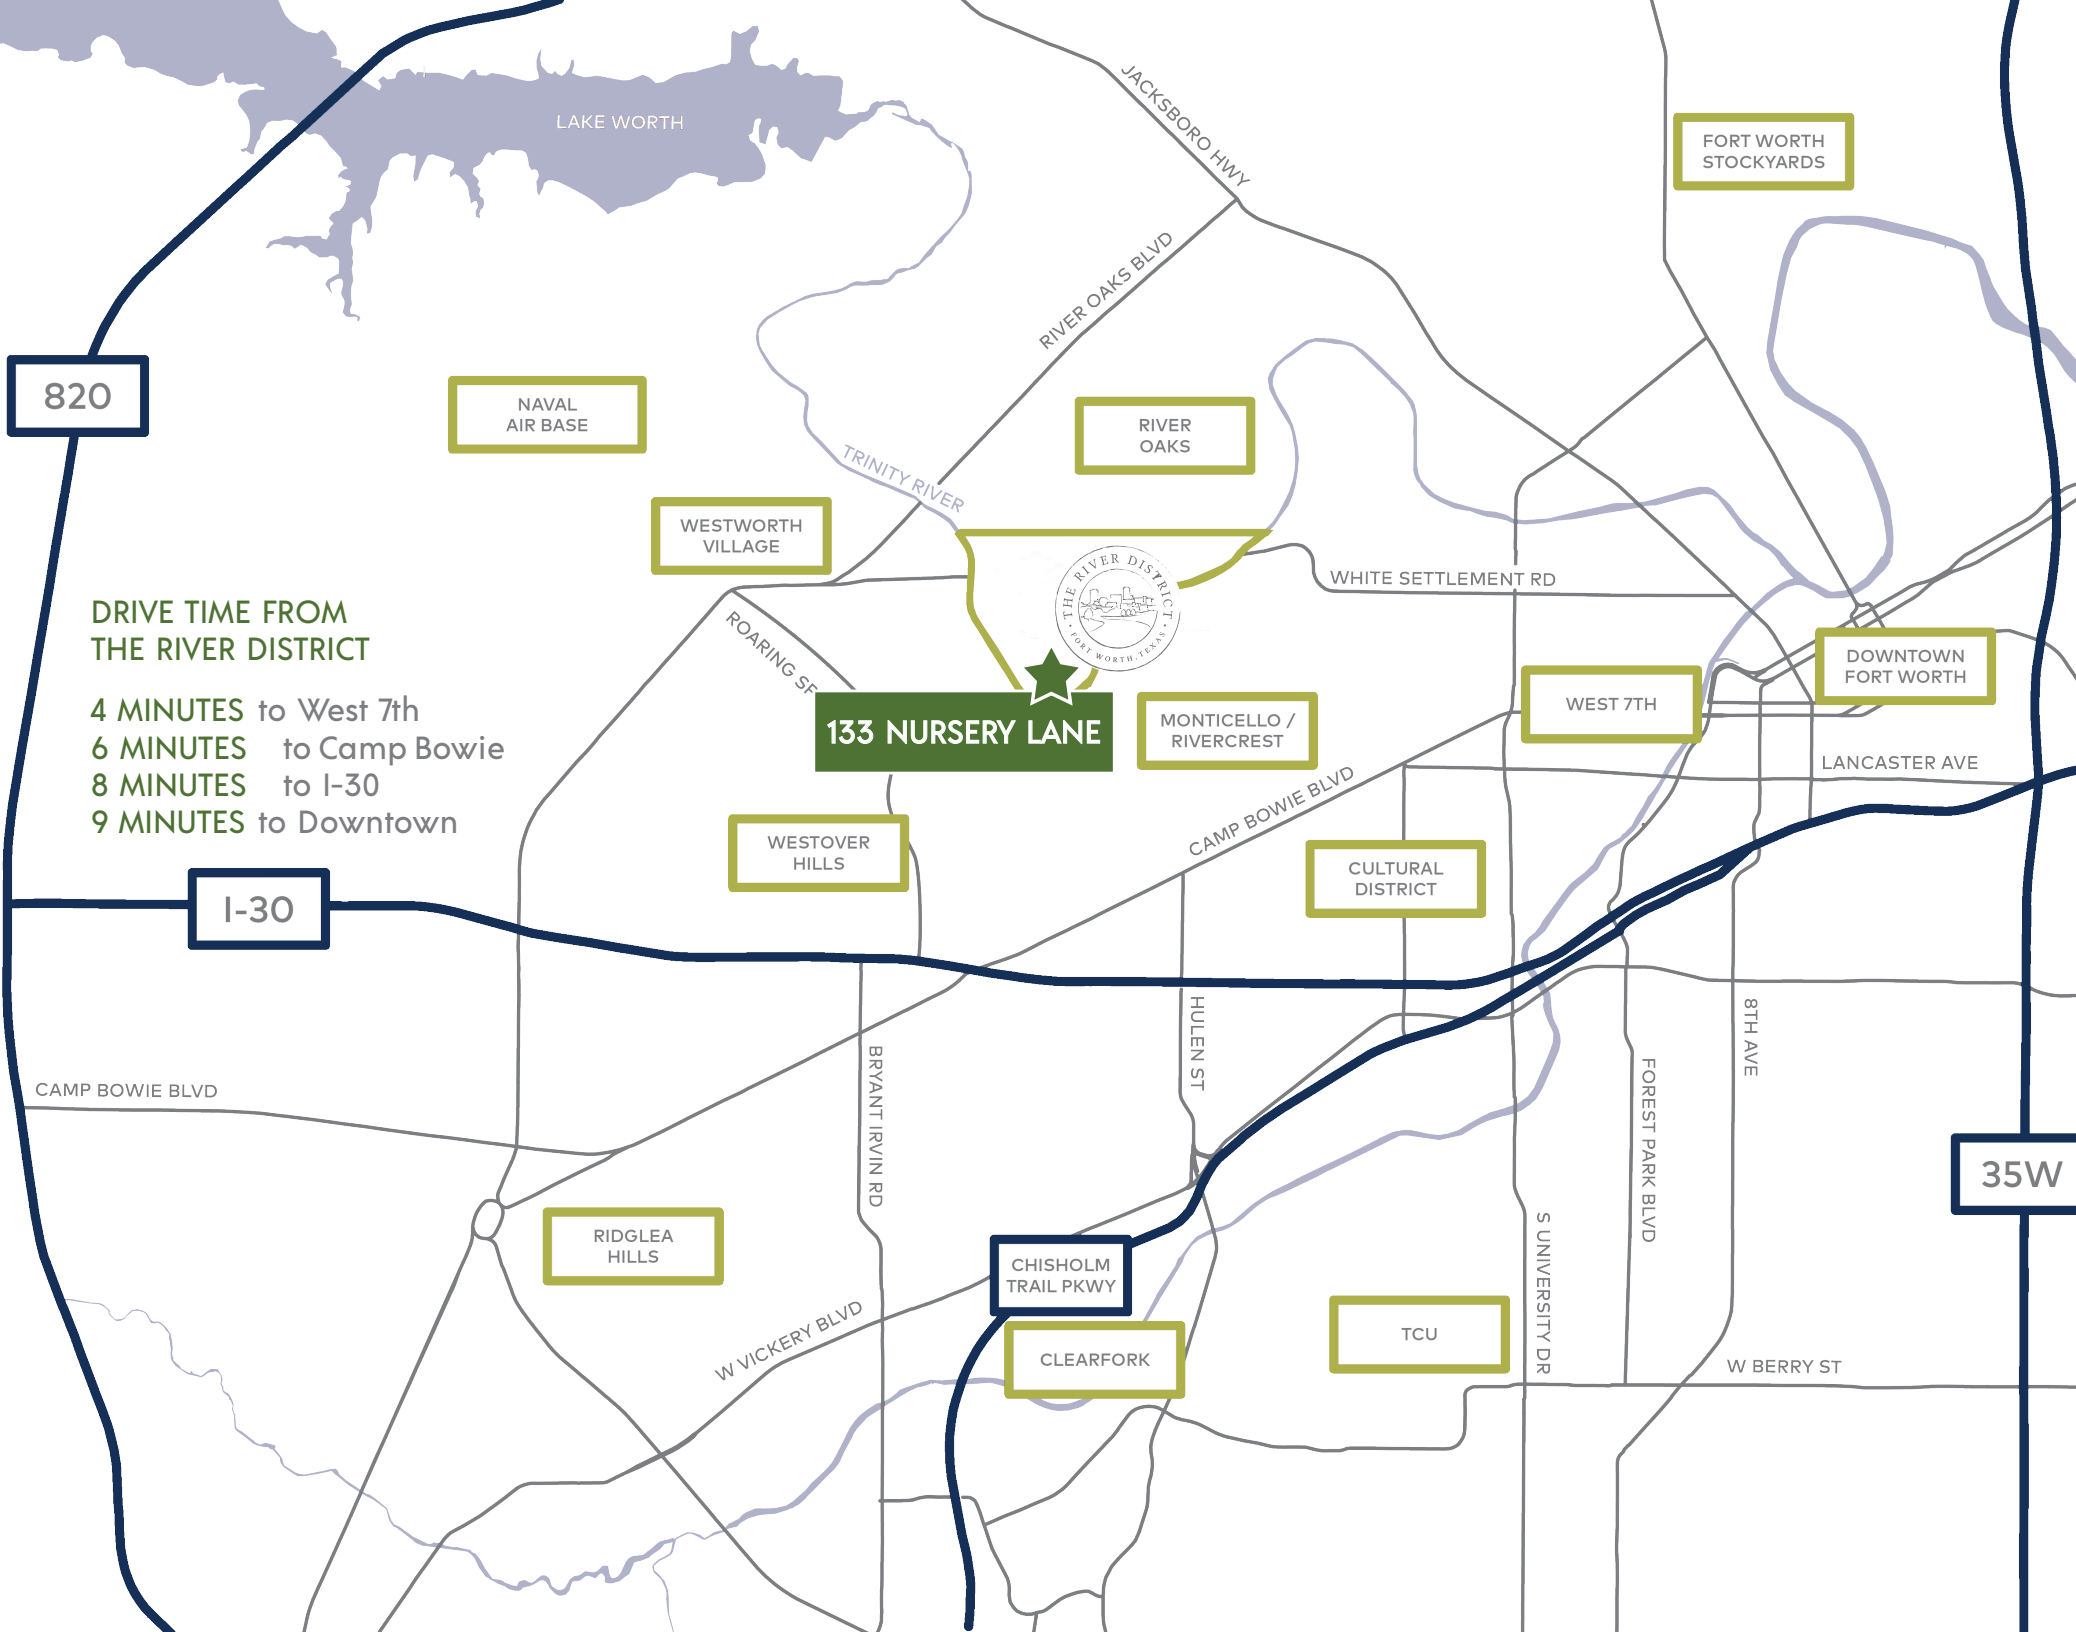 LAKE WORTH
JACKSBORO HWY
FORT WORTH
STOCKYARDS
RIVER OAKS BLVD
820
NAVAL
AIR BASE
RIVER
OAKS
TRINITY RIVER
WESTWORTH
VILLAGE
THE RIVER DISTRICT
• FORT WORTH, TEXAS •
WHITE SETTLEMENT RD
DRIVE TIME FROM
THE RIVER DISTRICT
4 MINUTES to West 7th
6 MINUTES to Camp Bowie
8 MINUTES to I-30
9 MINUTES to Downtown
ROARING SP
133 NURSERY LANE
MONTICELLO /
RIVERCREST
WEST 7TH
DOWNTOWN
FORT WORTH
LANCASTER AVE
CAMP BOWIE BLVD
WESTOVER
HILLS
CULTURAL
DISTRICT
I-30
HULEN ST
8TH AVE
BRYANT IRVIN RD
FOREST PARK BLVD
CAMP BOWIE BLVD
35W
RIDGLEA
HILLS
CHISHOLM
TRAIL PKWY
S UNIVERSITY DR
W VICKERY BLVD
CLEARFORK
TCU
W BERRY ST